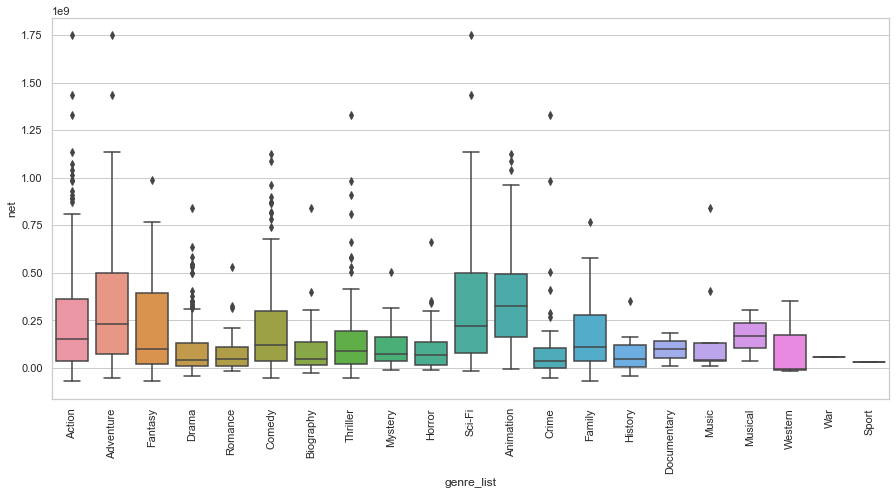 1e9
1.75
1.50
1.25
1.00
0.75
0.50
0.25
0.00
net
Action
Adventure
Fantasy
Drama
Romance
Comedy
Biography
Thriller
Mystery
Horror
Sci-Fi
Animation
Crime
Family
History
Documentary
Music
Musical
Western
War
Sport
genre_list